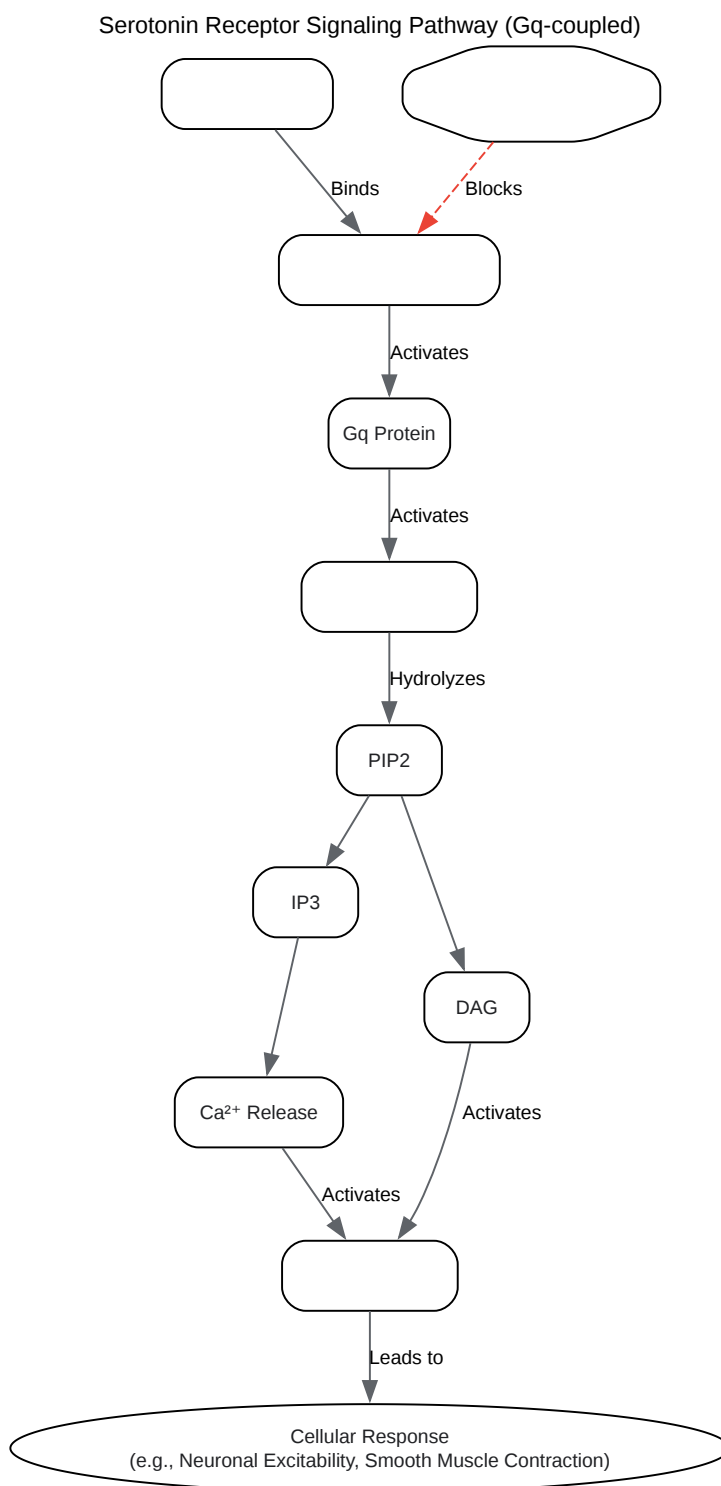 Serotonin Receptor Signaling Pathway (Gq-coupled)
Binds
Blocks
Activates
Gq Protein
Activates
Hydrolyzes
PIP2
IP3
DAG
Ca²⁺ Release
Activates
Activates
Leads to
Cellular Response
(e.g., Neuronal Excitability, Smooth Muscle Contraction)